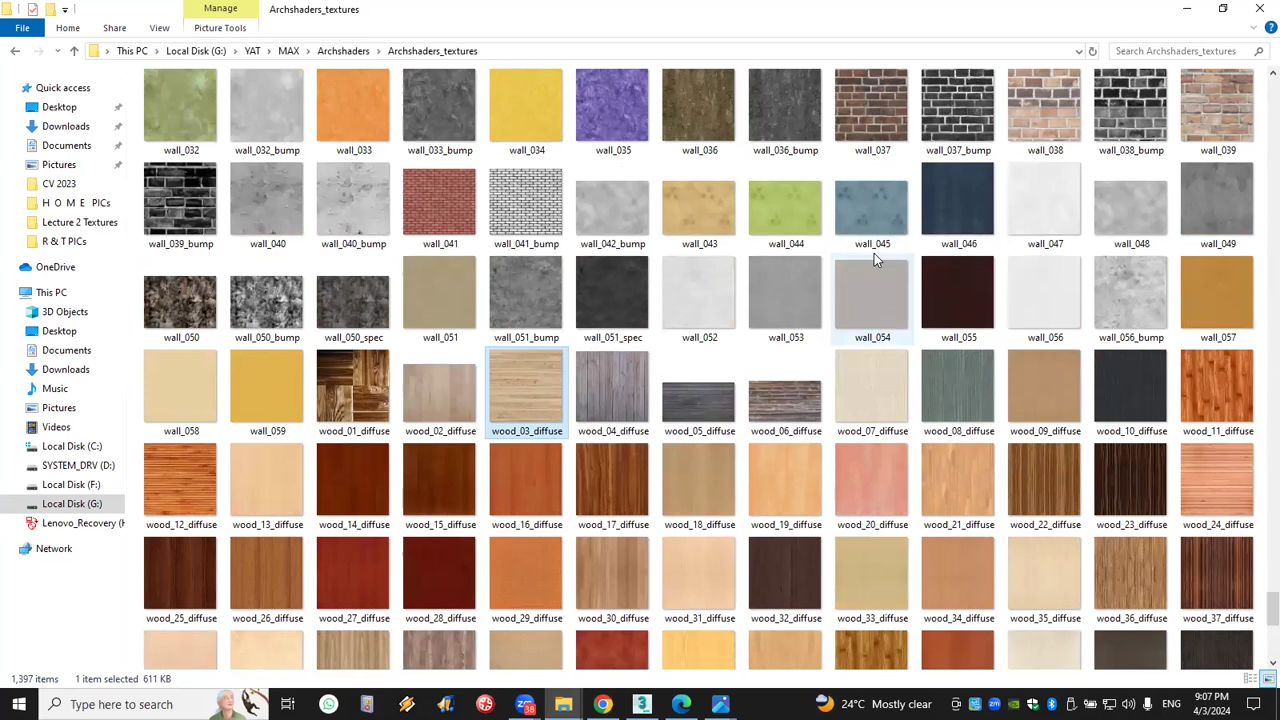 Manage
Archshaders_textures
File
Home
Share
View
Picture Tools
This PC
Local Disk (G:)
YAT
MAX
Archshaders
Archshaders_textures
Search Archshaders_textures
Quick access
Desktop
Downloads
Documents
Pictures
CV 2023
H O M E PICs
Lecture 2 Textures
R & T PICs
OneDrive
This PC
3D Objects
Desktop
Documents
Downloads
Music
Pictures
Videos
Local Disk (C:)
SYSTEM_DRV (D:)
Local Disk (F:)
Local Disk (G:)
Lenovo_Recovery (H
Network
wall_032 wall_032_bump wall_033 wall_033_bump wall_034 wall_035 wall_036 wall_036_bump wall_037 wall_037_bump wall_038 wall_038_bump wall_039
wall_039_bump wall_040 wall_040_bump wall_041 wall_041_bump wall_042_bump wall_043 wall_044 wall_045 wall_046 wall_047 wall_048 wall_049
wall_050 wall_050_bump wall_050_spec wall_051 wall_051_bump wall_051_spec wall_052 wall_053 wall_054 wall_055 wall_056 wall_056_bump wall_057
wall_058 wall_059 wood_01_diffuse wood_02_diffuse wood_03_diffuse wood_04_diffuse wood_05_diffuse wood_06_diffuse wood_07_diffuse wood_08_diffuse wood_09_diffuse wood_10_diffuse wood_11_diffuse
wood_12_diffuse wood_13_diffuse wood_14_diffuse wood_15_diffuse wood_16_diffuse wood_17_diffuse wood_18_diffuse wood_19_diffuse wood_20_diffuse wood_21_diffuse wood_22_diffuse wood_23_diffuse wood_24_diffuse
wood_25_diffuse wood_26_diffuse wood_27_diffuse wood_28_diffuse wood_29_diffuse wood_30_diffuse wood_31_diffuse wood_32_diffuse wood_33_diffuse wood_34_diffuse wood_35_diffuse wood_36_diffuse wood_37_diffuse
1,397 items 1 item selected 611 KB
Type here to search
38
24°C Mostly clear
ENG
9:07 PM
4/3/2024